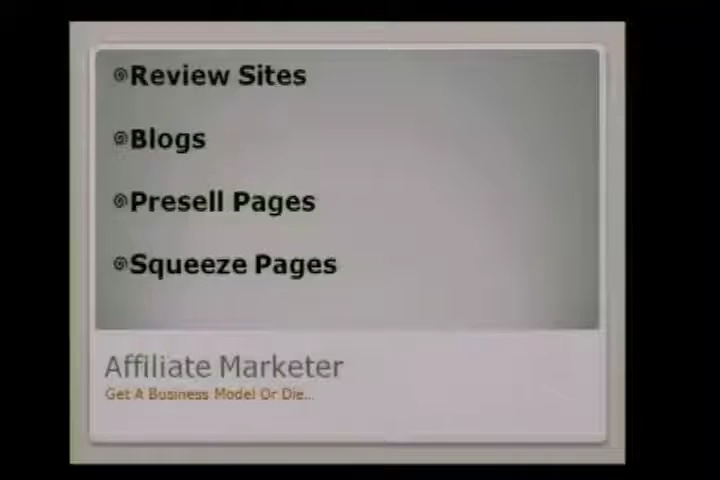 Review Sites
Blogs
Presell Pages
Squeeze Pages
Affiliate Marketer
Get A Business Model Or Die...